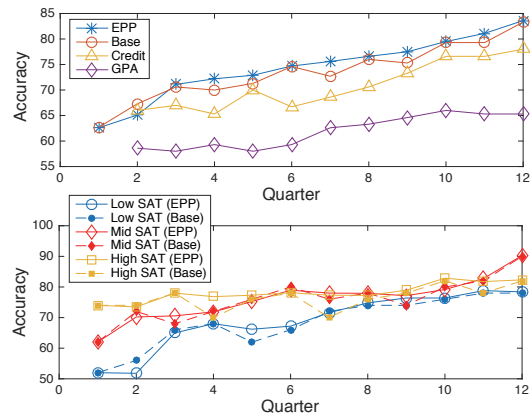 85
80
75
70
65
60
55
Accuracy
EPP
Base
Credit
GPA
0 2 4 6 8 10 12
Quarter
100
90
80
70
60
50
Accuracy
Low SAT (EPP)
Low SAT (Base)
Mid SAT (EPP)
Mid SAT (Base)
High SAT (EPP)
High SAT (Base)
0 2 4 6 8 10 12
Quarter